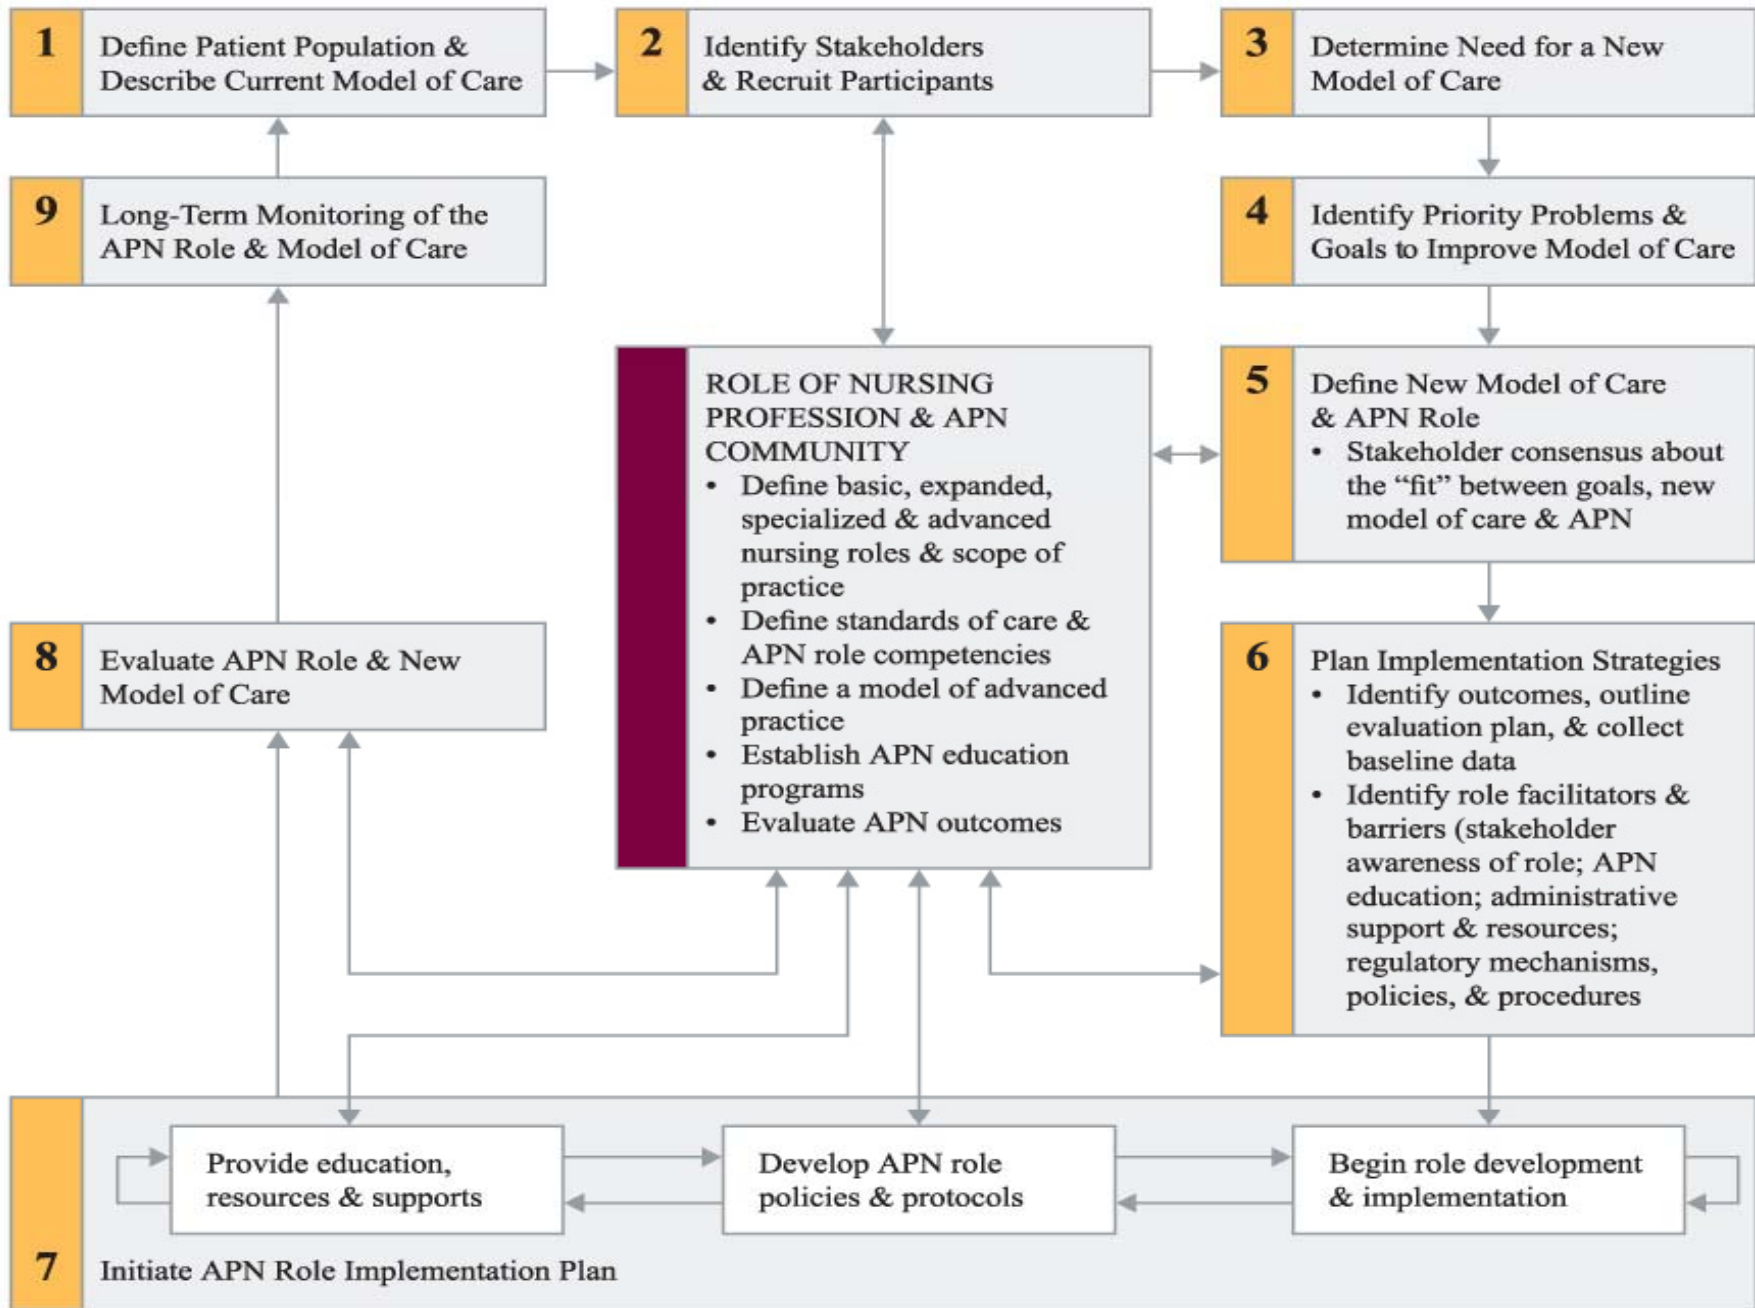 1
Define Patient Population &
Describe Current Model of Care
2
Identify Stakeholders
& Recruit Participants
3
Determine Need for a New
Model of Care
9
Long-Term Monitoring of the
APN Role & Model of Care
4
Identify Priority Problems &
Goals to Improve Model of Care
ROLE OF NURSING
PROFESSION & APN
COMMUNITY
• Define basic, expanded,
specialized & advanced
nursing roles & scope of
practice
• Define standards of care &
APN role competencies
• Define a model of advanced
practice
• Establish APN education
programs
• Evaluate APN outcomes
5
Define New Model of Care
& APN Role
• Stakeholder consensus about
the “fit” between goals, new
model of care & APN
8
Evaluate APN Role & New
Model of Care
6
Plan Implementation Strategies
• Identify outcomes, outline
evaluation plan, & collect
baseline data
• Identify role facilitators &
barriers (stakeholder
awareness of role; APN
education; administrative
support & resources;
regulatory mechanisms,
policies, & procedures
Provide education,
resources & supports
Develop APN role
policies & protocols
Begin role development
& implementation
7
Initiate APN Role Implementation Plan